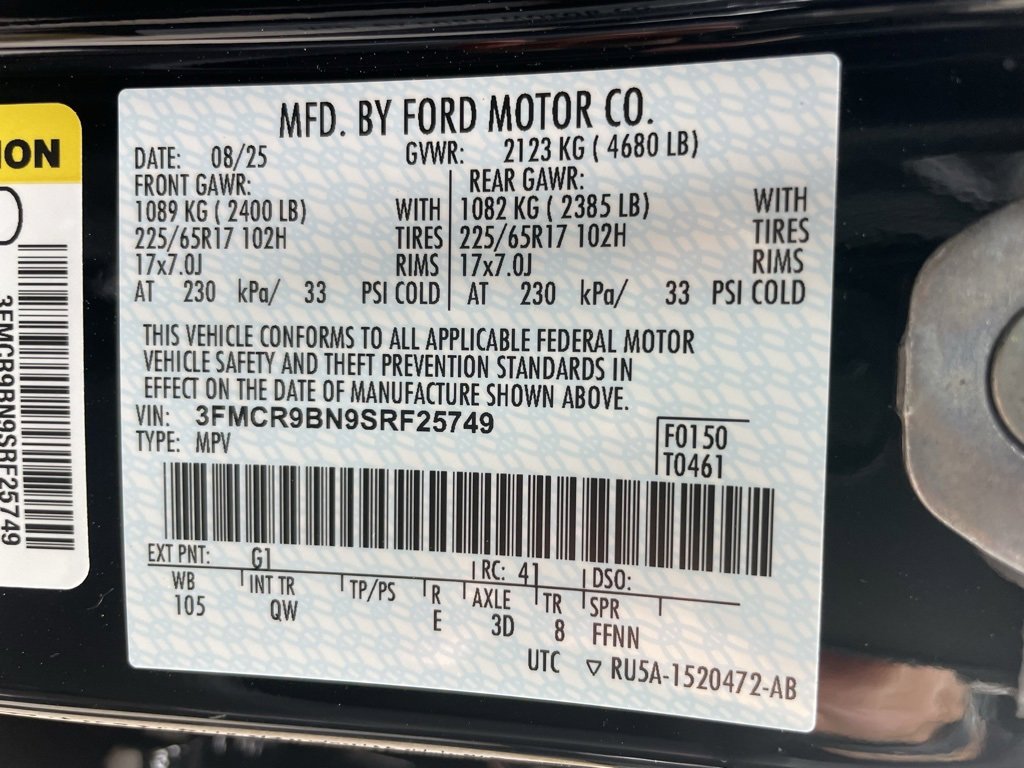 BY FORD MOTOR CO.
ION
3FMCR9BN9SRF25749
MFD. BY FORD MOTOR CO.
DATE: 08/25 GVWR: 2123 KG ( 4680 LB)
FRONT GAWR: REAR GAWR:
1089 KG ( 2400 LB) WITH 1082 KG ( 2385 LB) WITH
225/65R17 102H TIRES 225/65R17 102H TIRES
17x7.0J RIMS 17x7.0J RIMS
AT 230 kPa/ 33 PSI COLD AT 230 kPa/ 33 PSI COLD
THIS VEHICLE CONFORMS TO ALL APPLICABLE FEDERAL MOTOR
VEHICLE SAFETY AND THEFT PREVENTION STANDARDS IN
EFFECT ON THE DATE OF MANUFACTURE SHOWN ABOVE.
VIN: 3FMCR9BN9SRF25749
TYPE: MPV
F0150
T0461
EXT PNT: G1 RC: 41 DSO:
WB INT TR TP/PS R AXLE TR SPR
105 QW E 3D 8 FFNN
UTC ▽ RU5A-1520472-AB